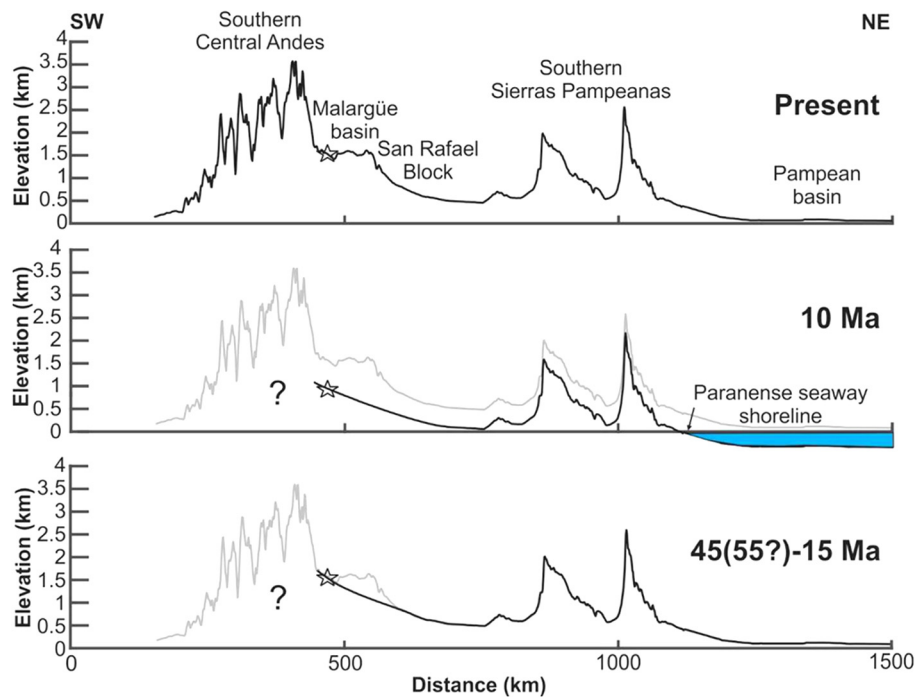 SW
Southern
Central Andes
NE
Elevation (km)
4
3.5
3
2.5
2
1.5
1
0.5
0
Malargüe
basin
San Rafael
Block
Southern
Sierras Pampeanas
Present
Pampean
basin
Elevation (km)
4
3.5
3
2.5
2
1.5
1
0.5
0
?
10 Ma
Paranense seaway
shoreline
Elevation (km)
4
3.5
3
2.5
2
1.5
1
0.5
0
?
45(55?)-15 Ma
0
500
1000
1500
Distance (km)